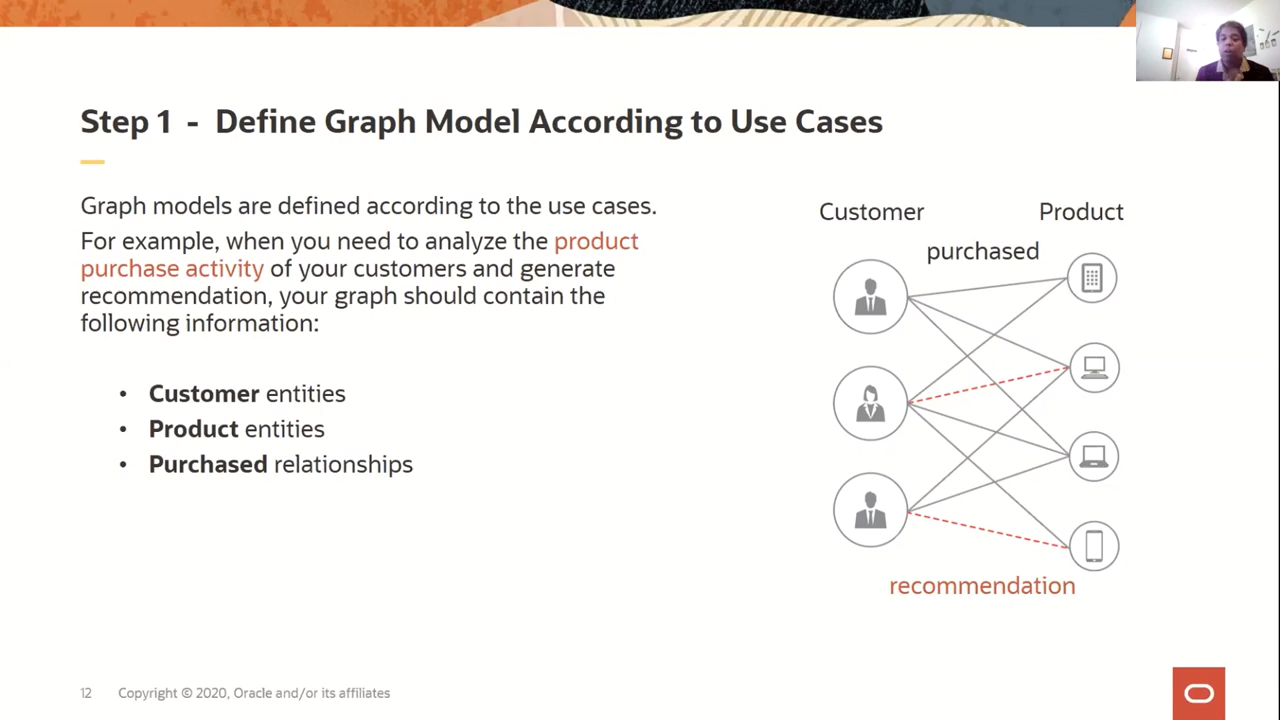 Step 1 - Define Graph Model According to Use Cases
Graph models are defined according to the use cases.
For example, when you need to analyze the product
purchase activity of your customers and generate
recommendation, your graph should contain the
following information:
• Customer entities
• Product entities
• Purchased relationships
Customer
Product
purchased
recommendation
12
Copyright © 2020, Oracle and/or its affiliates